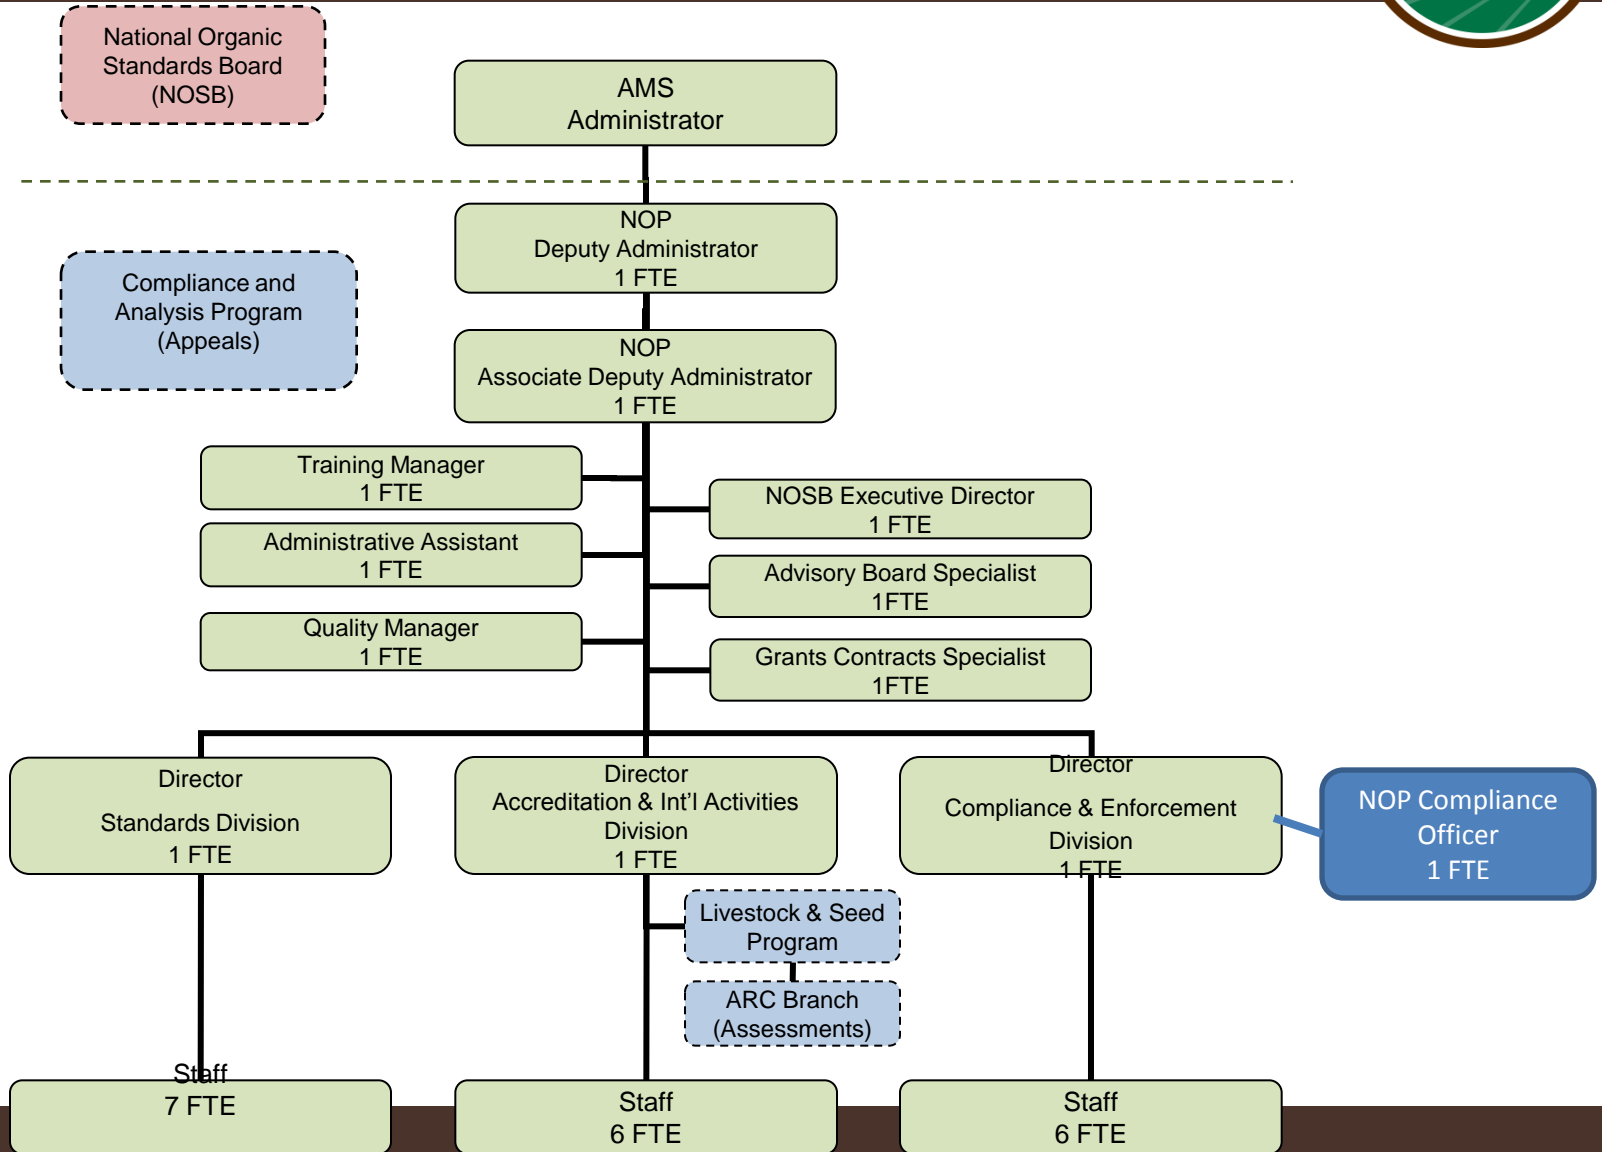 National Organic
Standards Board
(NOSB)
AMS
Administrator
NOP
Deputy Administrator
1 FTE
Compliance and
Analysis Program
(Appeals)
NOP
Associate Deputy Administrator
1 FTE
Training Manager
1 FTE
NOSB Executive Director
1 FTE
Administrative Assistant
1 FTE
Advisory Board Specialist
1FTE
Quality Manager
1 FTE
Grants Contracts Specialist
1FTE
Director
Standards Division
1 FTE
Director
Accreditation & Int'l Activities
Division
1 FTE
Director
Compliance & Enforcement
Division
1 FTE
NOP Compliance
Officer
1 FTE
Livestock & Seed
Program
ARC Branch
(Assessments)
Staff
7 FTE
Staff
6 FTE
Staff
6 FTE